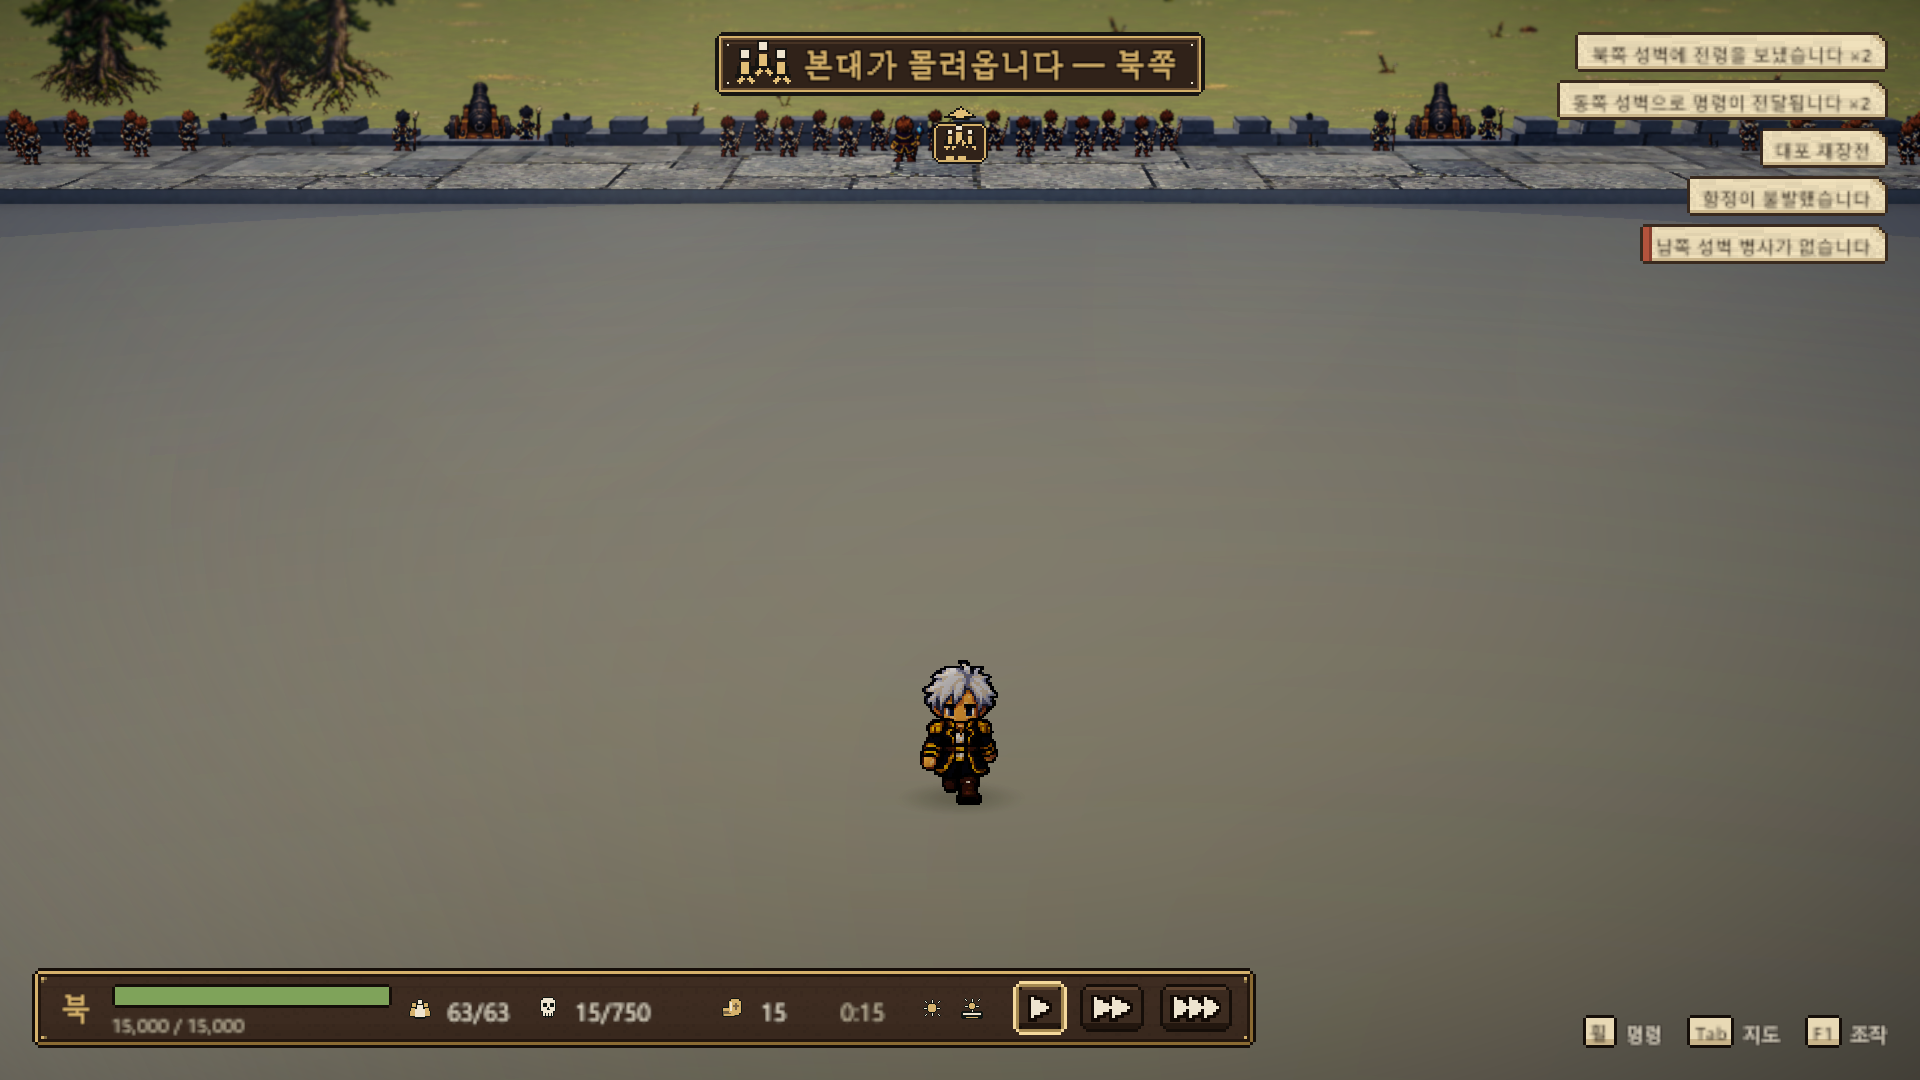 본대가 몰려옵니다 — 북쪽
북쪽 성벽에 전령을 보냈습니다 ×2
동쪽 성벽으로 명령이 전달됩니다 ×2
대포 재장전
함정이 불발했습니다
남쪽 성벽 병사가 없습니다
북
15,000 / 15,000
63/63
15/750
15
0:15
휠 명령
Tab 지도
F1 조작